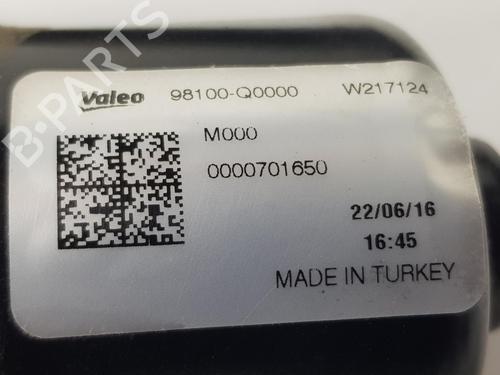 B-PARTS
Valeo 98100-Q0000 W217124
M000
0000701650
22/06/16
16:45
MADE IN TURKEY